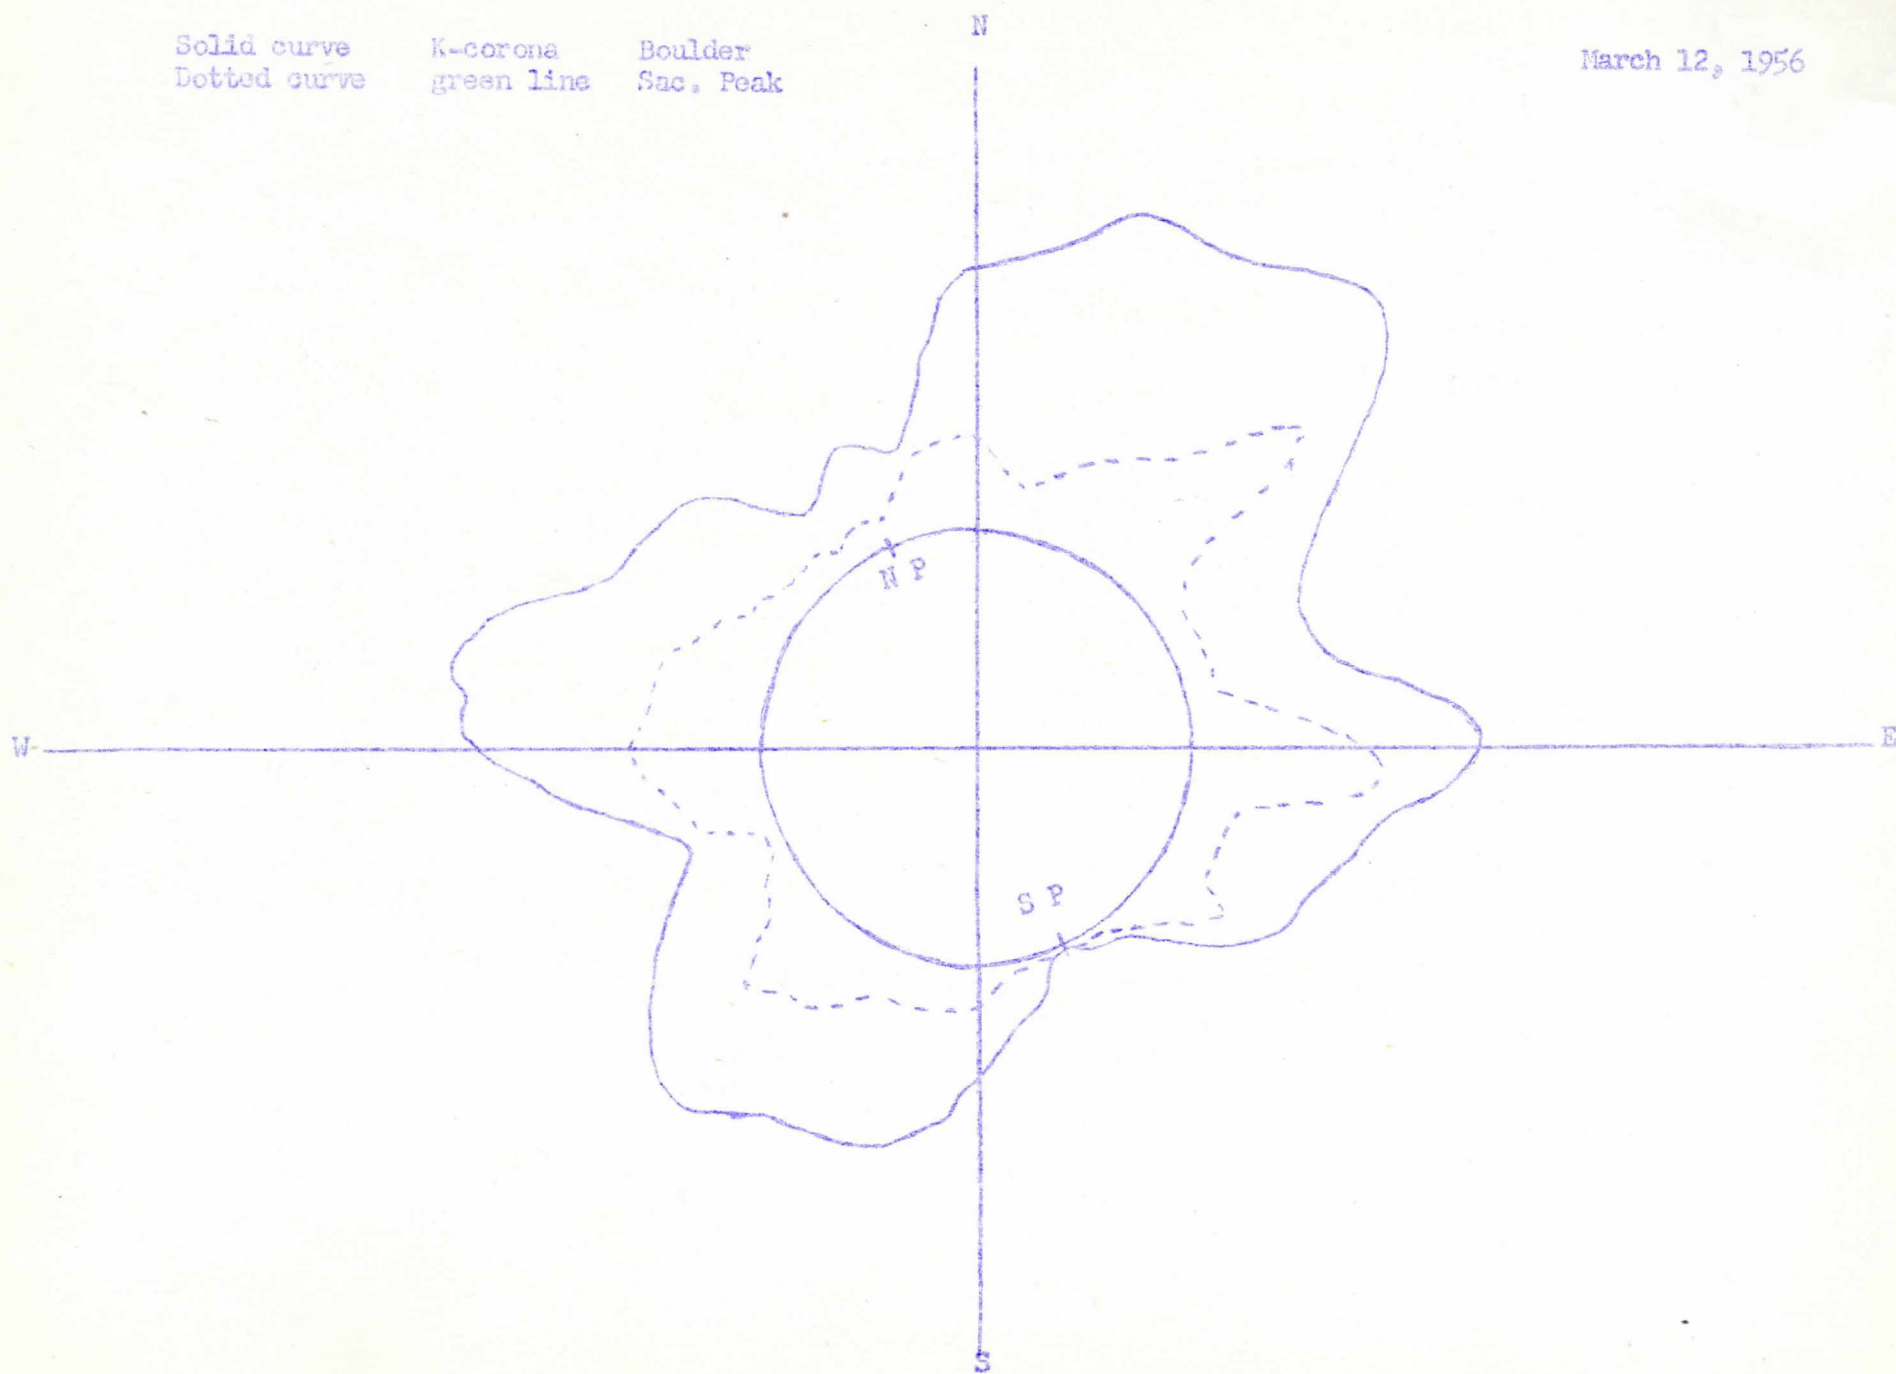 N
Solid curve K-corona Boulder
Dotted curve green line Sac. Peak
March 12, 1956
N P
W
E
S P
S